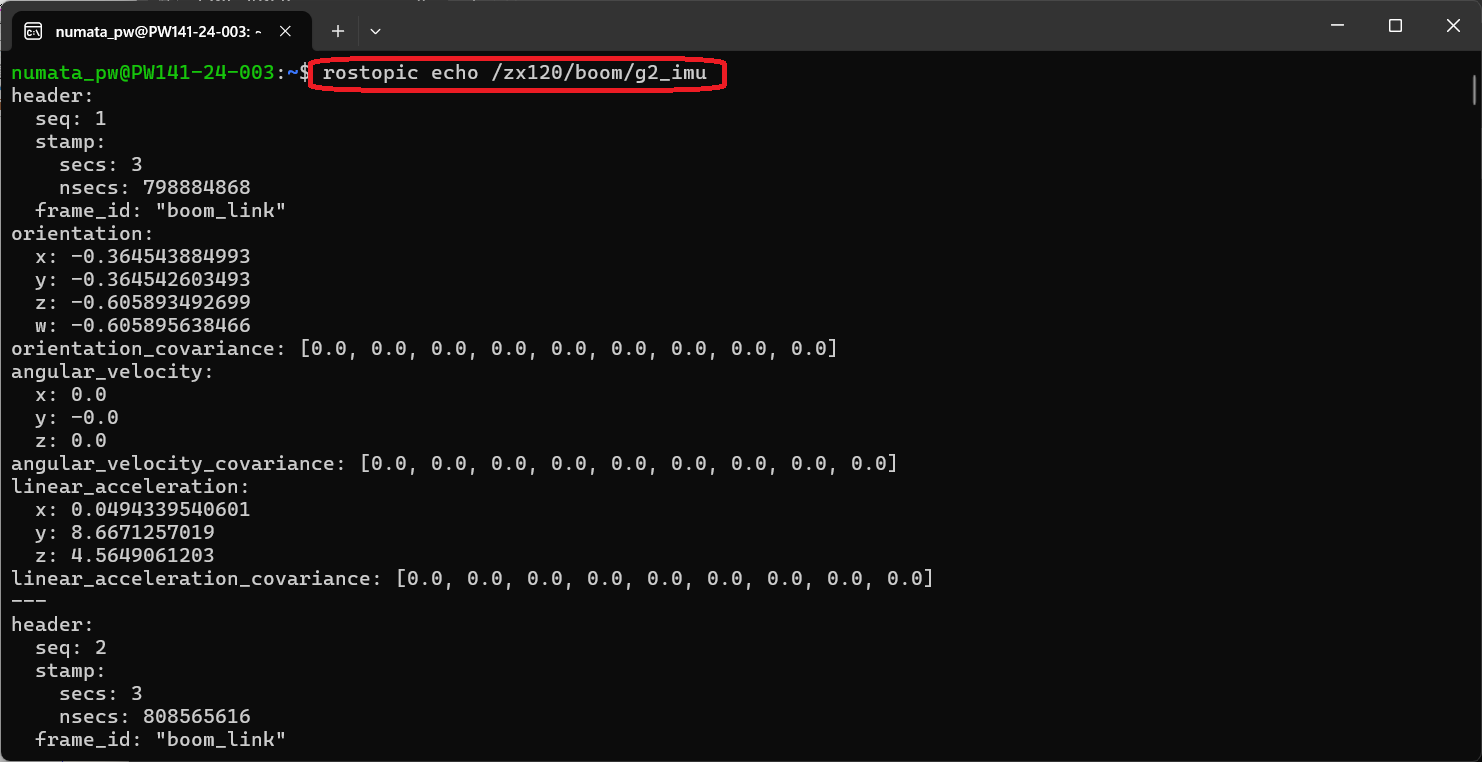 numata_pw@PW141-24-003: ~
numata_pw@PW141-24-003:~$ rostopic echo /zx120/boom/g2_imu
header:
  seq: 1
  stamp:
    secs: 3
    nsecs: 798884868
  frame_id: "boom_link"
orientation:
  x: -0.364543884993
  y: -0.364542603493
  z: -0.605893492699
  w: -0.605895638466
orientation_covariance: [0.0, 0.0, 0.0, 0.0, 0.0, 0.0, 0.0, 0.0, 0.0]
angular_velocity:
  x: 0.0
  y: -0.0
  z: 0.0
angular_velocity_covariance: [0.0, 0.0, 0.0, 0.0, 0.0, 0.0, 0.0, 0.0, 0.0]
linear_acceleration:
  x: 0.0494339540601
  y: 8.6671257019
  z: 4.5649061203
linear_acceleration_covariance: [0.0, 0.0, 0.0, 0.0, 0.0, 0.0, 0.0, 0.0, 0.0]
---
header:
  seq: 2
  stamp:
    secs: 3
    nsecs: 808565616
  frame_id: "boom_link"